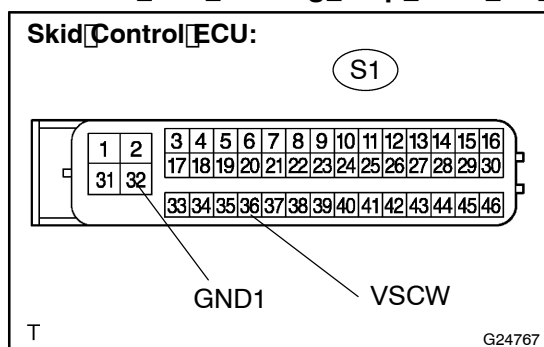 Skid Control ECU:
S1
1 2 3 4 5 6 7 8 9 10 11 12 13 14 15 16
31 32 17 18 19 20 21 22 23 24 25 26 27 28 29 30
33 34 35 36 37 38 39 40 41 42 43 44 45 46
GND1 VSCW
T G24767